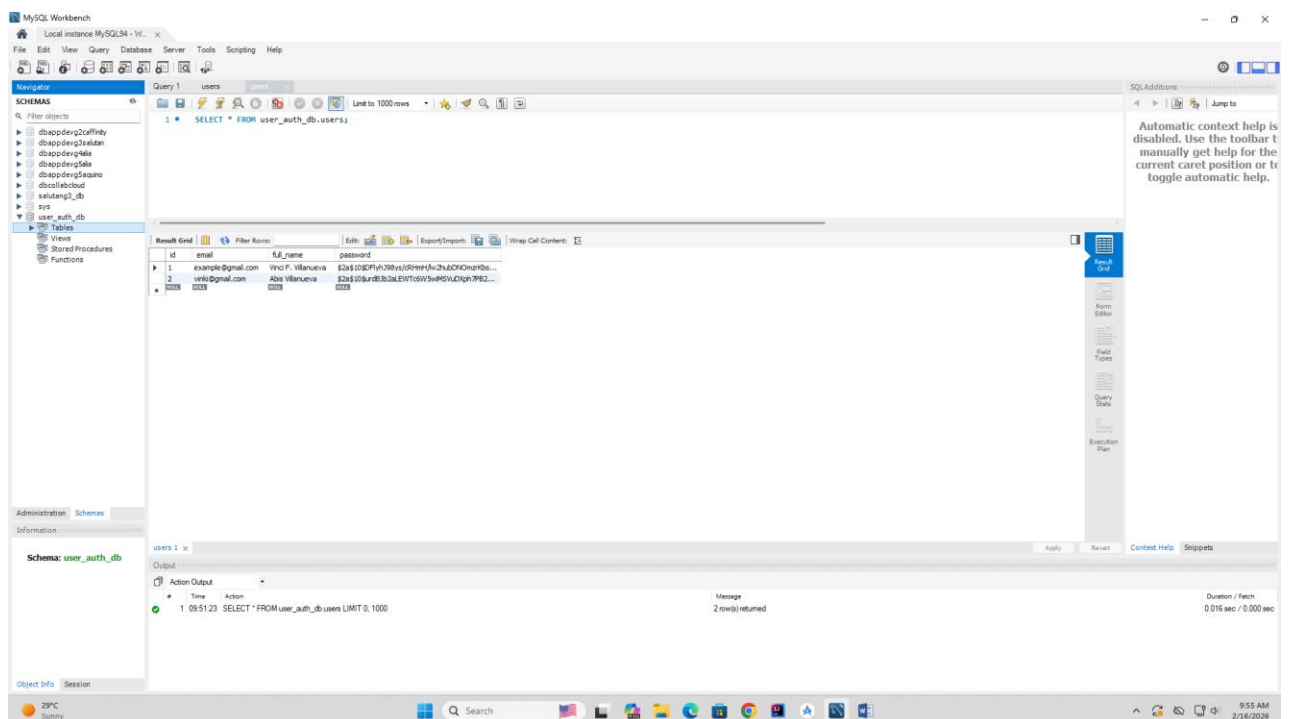 MySQL Workbench
Local instance MySQL94 - W... x
File Edit View Query Database Server Tools Scripting Help
Navigator
SCHEMAS
Filter objects
dbappdevg2caffinity
dbappdevg3salutan
dbappdevg4alia
dbappdevg5alia
dbappdevg5aquino
dbcollabcloud
salutang3_db
sys
user_auth_db
Tables
Views
Stored Procedures
Functions
Administration Schemas
Information
Schema: user_auth_db
Object Info Session
Query 1 users users
Limit to 1000 rows
1 SELECT * FROM user_auth_db.users;
Result Grid Filter Rows: Edit: Export/Import: Wrap Cell Content:
id email full_name password
1 example@gmail.com Vinci F. Villanueva
2 vinki@gmail.com Abis Villanueva
NULL NULL NULL NULL
Result Grid
Form Editor
Field Types
Query Stats
Execution Plan
users 1 x Apply Revert
Output
Action Output
# Time Action Message Duration / Fetch
1 09:51:23 SELECT * FROM user_auth_db.users LIMIT 0, 1000 2 row(s) returned 0.016 sec / 0.000 sec
SQLAdditions
Jump to
Automatic context help is
disabled. Use the toolbar t
manually get help for the
current caret position or to
toggle automatic help.
Context Help Snippets
29°C
Sunny
Search
9:55 AM
2/16/2026